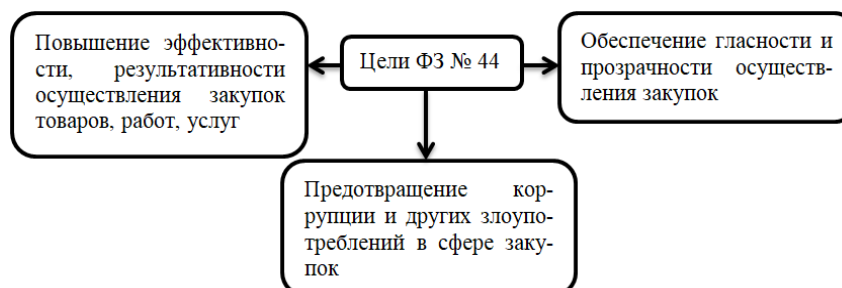 Повышение эффективно-
сти, результативности
осуществления закупок
товаров, работ, услуг
Цели ФЗ № 44
Обеспечение гласности и
прозрачности осуществ-
ления закупок
Предотвращение кор-
рупции и других злоупо-
треблений в сфере заку-
пок